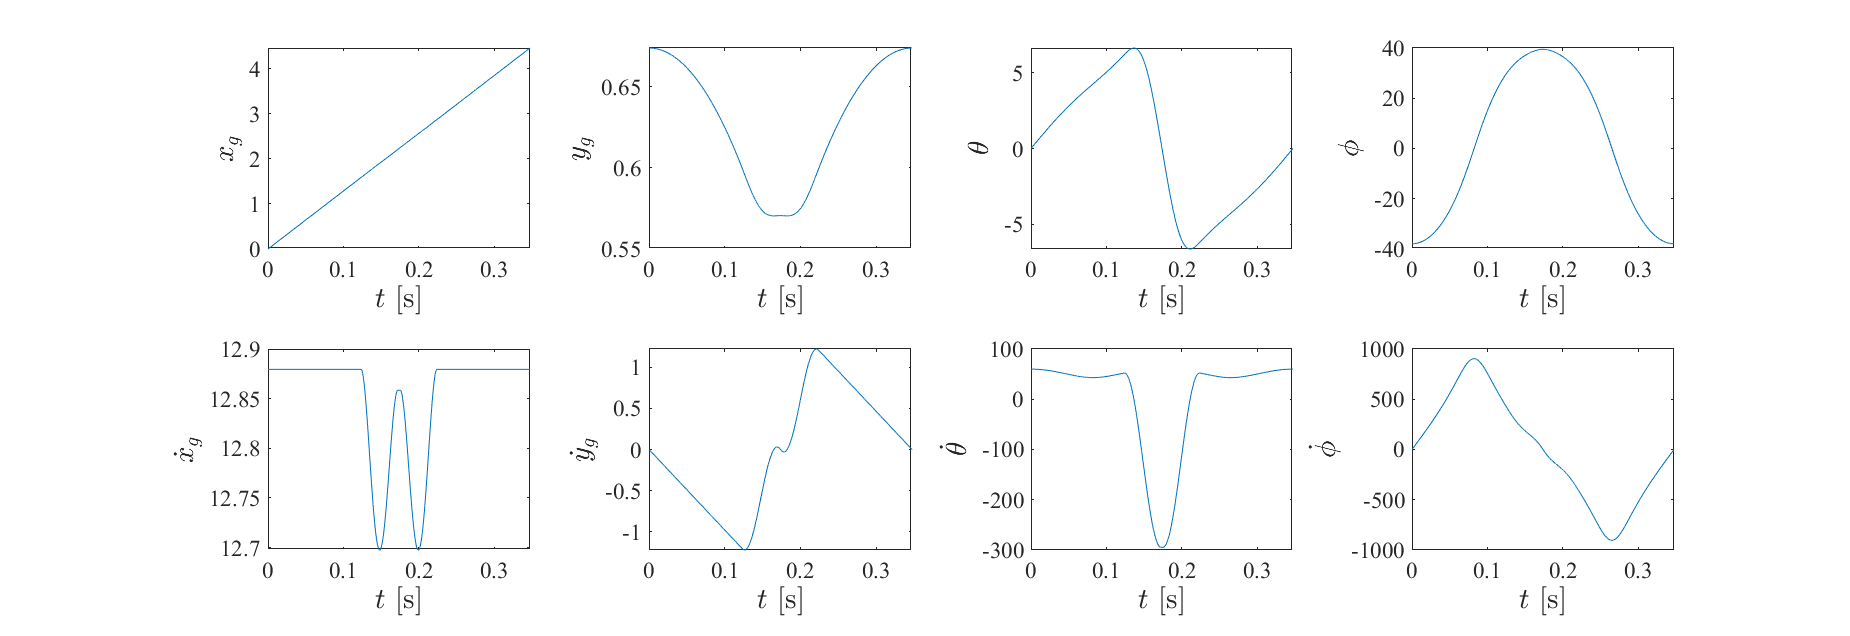 4
3
2
1
0
x_g
0 0.1 0.2 0.3
t [s]
0.65
0.6
0.55
y_g
0 0.1 0.2 0.3
t [s]
5
0
-5
θ
0 0.1 0.2 0.3
t [s]
40
20
0
-20
-40
ϕ
0 0.1 0.2 0.3
t [s]
12.9
12.85
12.8
12.75
12.7
ẋ_g
0 0.1 0.2 0.3
t [s]
1
0.5
0
-0.5
-1
ẏ_g
0 0.1 0.2 0.3
t [s]
100
0
-100
-200
-300
θ̇
0 0.1 0.2 0.3
t [s]
1000
500
0
-500
-1000
ϕ̇
0 0.1 0.2 0.3
t [s]